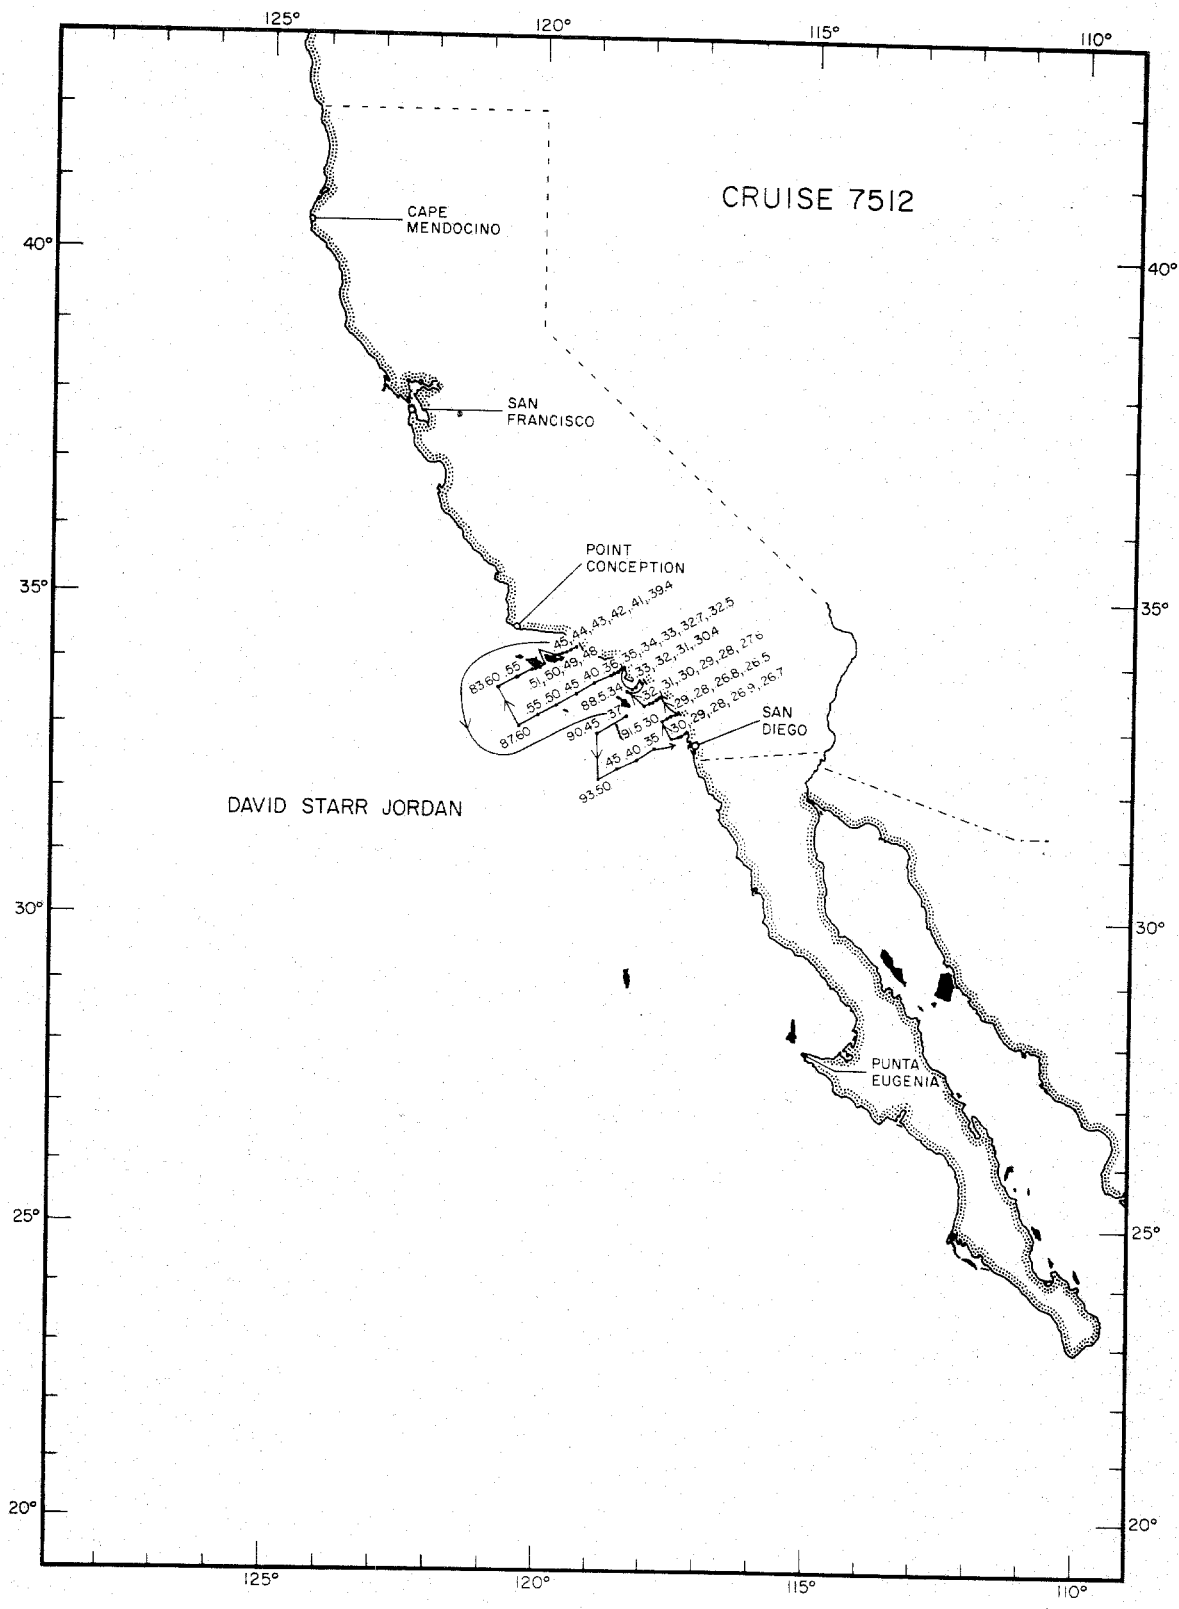 125°
120°
115°
110°
CRUISE 7512
CAPE
MENDOCINO
40°
40°
SAN
FRANCISCO
POINT
CONCEPTION
35°
35°
.45,.44,.43,.42,.41,.39.4
83.60 .55
.51,.50,.49,.48
.55 .50 .45 .40 .36,.35,.34,.33,.32.7,.32.5
87.60
88.5.34 .33,.32,.31,.30.4
90.45 .37
.32,.31,.30,.29,.28,.27.6
91.5.30 .29,.28,.26.8,.26.5
.30,.29,.28,.26.9,.26.7
.45 .40 .35
93.50
SAN
DIEGO
DAVID STARR JORDAN
30°
30°
PUNTA
EUGENIA
25°
25°
20°
20°
125°
120°
115°
110°